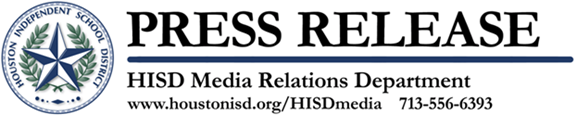 HOUSTON INDEPENDENT SCHOOL DISTRICT
PRESS RELEASE
HISD Media Relations Department
www.houstonisd.org/HISDmedia 713-556-6393